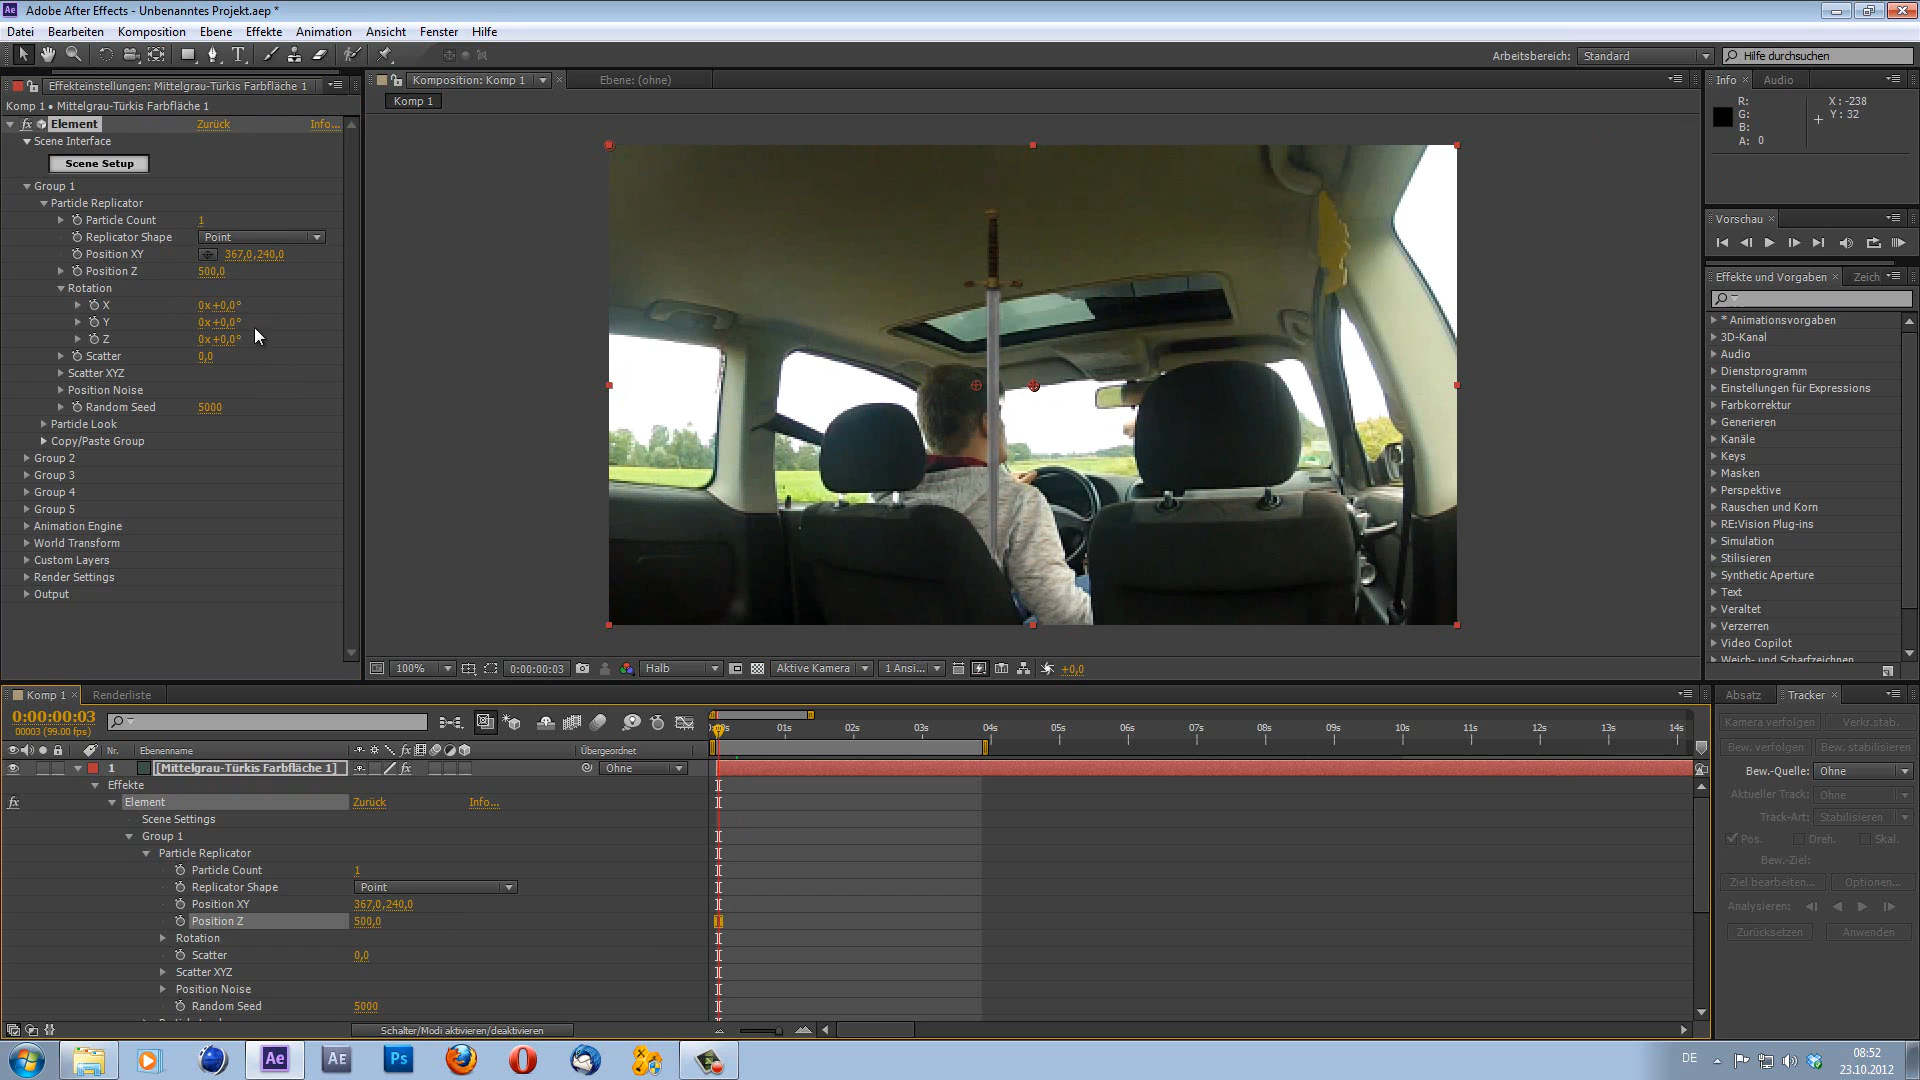 Adobe After Effects - Unbenanntes Projekt.aep *
Datei Bearbeiten Komposition Ebene Effekte Animation Ansicht Fenster Hilfe
Arbeitsbereich: Standard
Hilfe durchsuchen
Effekteinstellungen: Mittelgrau-Türkis Farbfläche 1
Komp 1 • Mittelgrau-Türkis Farbfläche 1
fx Element Zurück Info...
Scene Interface
Scene Setup
Group 1
Particle Replicator
Particle Count 1
Replicator Shape Point
Position XY 367,0,240,0
Position Z 500,0
Rotation
X 0x+0,0°
Y 0x+0,0°
Z 0x+0,0°
Scatter 0,0
Scatter XYZ
Position Noise
Random Seed 5000
Particle Look
Copy/Paste Group
Group 2
Group 3
Group 4
Group 5
Animation Engine
World Transform
Custom Layers
Render Settings
Output
Komposition: Komp 1
Ebene: (ohne)
Komp 1
100% 0:00:00:03 Halb Aktive Kamera 1 Ansi... +0,0
Info Audio
R: X: -238
G: Y: 32
B:
A: 0
Vorschau
Effekte und Vorgaben Zeich
* Animationsvorgaben
3D-Kanal
Audio
Dienstprogramm
Einstellungen für Expressions
Farbkorrektur
Generieren
Kanäle
Keys
Masken
Perspektive
Rauschen und Korn
RE:Vision Plug-ins
Simulation
Stilisieren
Synthetic Aperture
Text
Veraltet
Verzerren
Video Copilot
Weich- und Scharfzeichnen
Komp 1 Renderliste
0:00:00:03
00003 (99.00 fps)
01s 02s 03s 04s 05s 06s 07s 08s 09s 10s 11s 12s 13s 14s
Nr. Ebenenname fx Übergeordnet
1 [Mittelgrau-Türkis Farbfläche 1] fx Ohne
Effekte
fx Element Zurück Info...
Scene Settings
Group 1
Particle Replicator
Particle Count 1
Replicator Shape Point
Position XY 367,0,240,0
Position Z 500,0
Rotation
Scatter 0,0
Scatter XYZ
Position Noise
Random Seed 5000
Schalter/Modi aktivieren/deaktivieren
Absatz Tracker
Kamera verfolgen Verkr.stab.
Bew. verfolgen Bew. stabilisieren
Bew.-Quelle: Ohne
Aktueller Track: Ohne
Track-Art: Stabilisieren
Pos. Dreh. Skal.
Bew.-Ziel:
Ziel bearbeiten... Optionen...
Analysieren:
Zurücksetzen Anwenden
Ae AE Ps
DE
08:52
23.10.2012